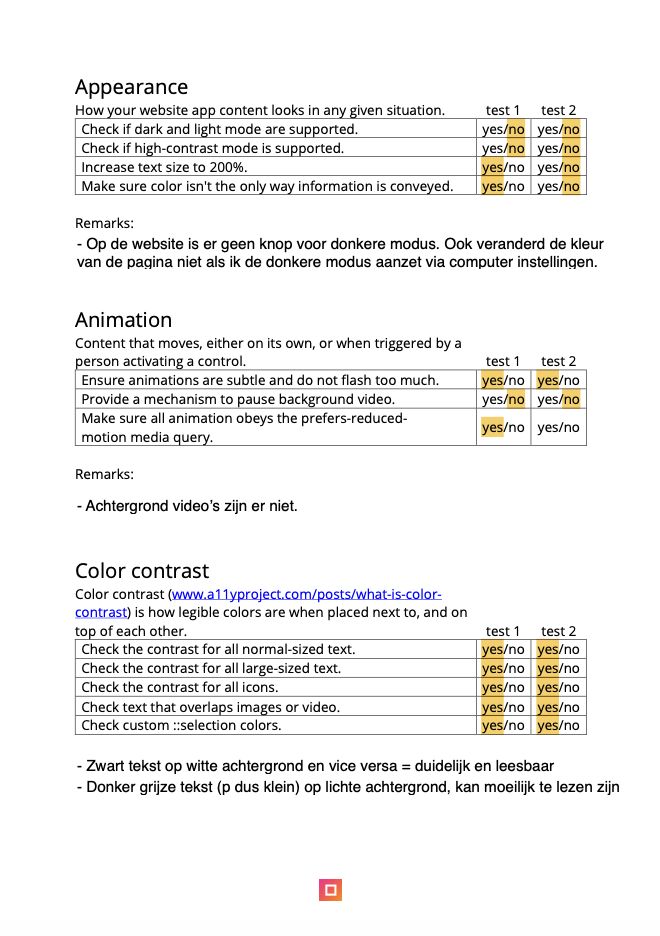 Appearance
How your website app content looks in any given situation. test 1 test 2
Check if dark and light mode are supported. yes/no yes/no
Check if high-contrast mode is supported. yes/no yes/no
Increase text size to 200%. yes/no yes/no
Make sure color isn't the only way information is conveyed. yes/no yes/no
Remarks:
- Op de website is er geen knop voor donkere modus. Ook veranderd de kleur
van de pagina niet als ik de donkere modus aanzet via computer instellingen.
Animation
Content that moves, either on its own, or when triggered by a
person activating a control. test 1 test 2
Ensure animations are subtle and do not flash too much. yes/no yes/no
Provide a mechanism to pause background video. yes/no yes/no
Make sure all animation obeys the prefers-reduced-
motion media query. yes/no yes/no
Remarks:
- Achtergrond video’s zijn er niet.
Color contrast
Color contrast (www.a11yproject.com/posts/what-is-color-
contrast) is how legible colors are when placed next to, and on
top of each other. test 1 test 2
Check the contrast for all normal-sized text. yes/no yes/no
Check the contrast for all large-sized text. yes/no yes/no
Check the contrast for all icons. yes/no yes/no
Check text that overlaps images or video. yes/no yes/no
Check custom ::selection colors. yes/no yes/no
- Zwart tekst op witte achtergrond en vice versa = duidelijk en leesbaar
- Donker grijze tekst (p dus klein) op lichte achtergrond, kan moeilijk te lezen zijn